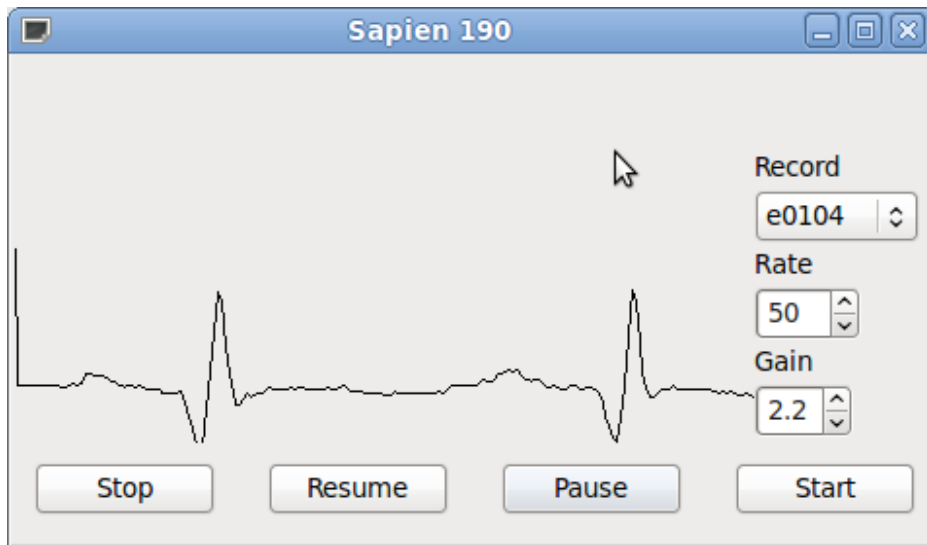 Sapien 190
Record
e0104
Rate
50
Gain
2.2
Stop
Resume
Pause
Start